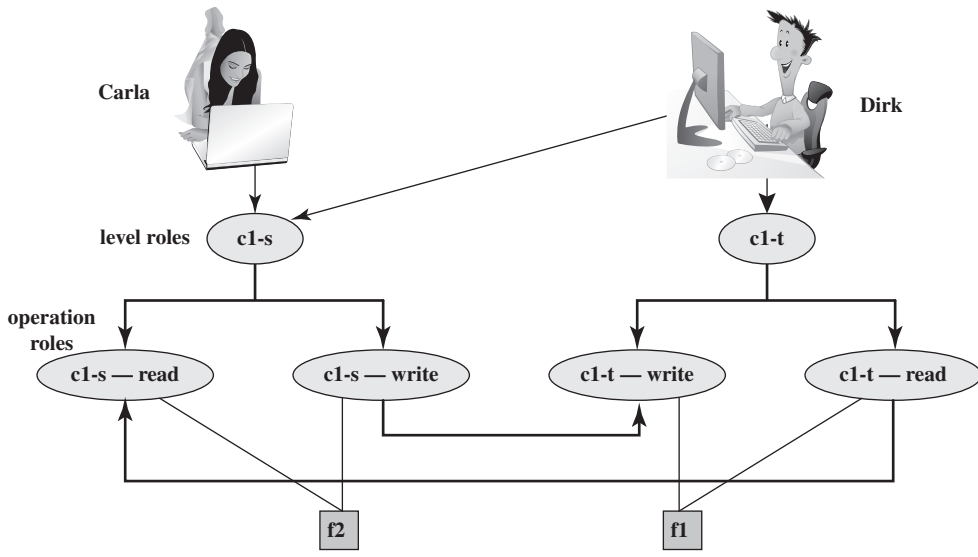 Carla
Dirk
level roles
c1-s
c1-t
operation
roles
c1-s — read
c1-s — write
c1-t — write
c1-t — read
f2
f1